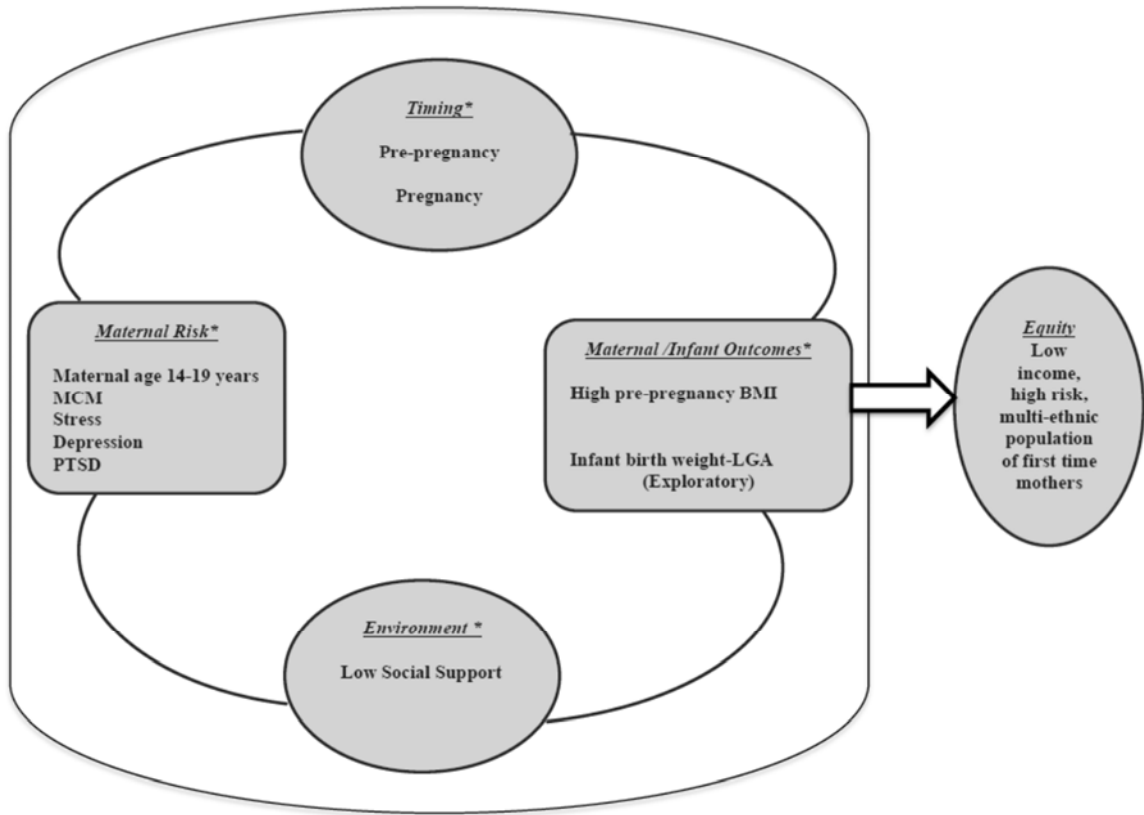 Timing*
Pre-pregnancy
Pregnancy
Maternal Risk*
Maternal age 14-19 years
MCM
Stress
Depression
PTSD
Maternal /Infant Outcomes*
High pre-pregnancy BMI
Infant birth weight-LGA
(Exploratory)
Equity
Low
income,
high risk,
multi-ethnic
population
of first time
mothers
Environment *
Low Social Support